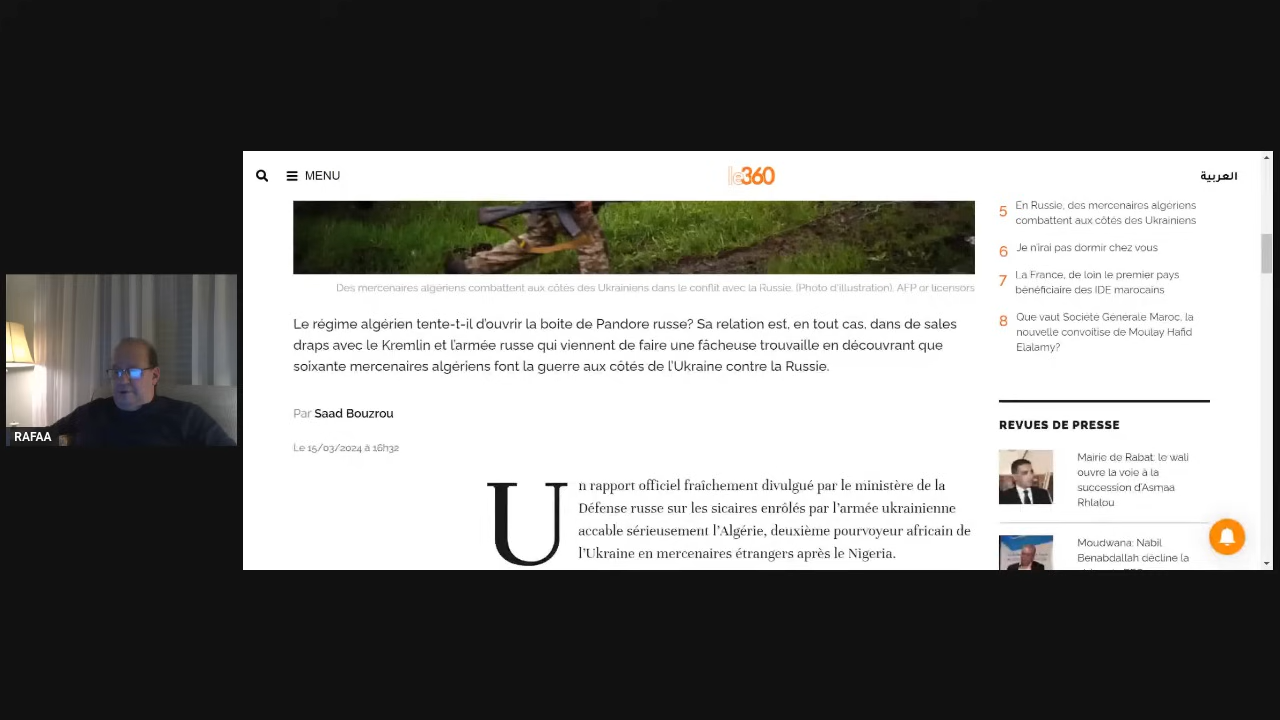 MENU
le360
العربية
Des mercenaires algériens combattent aux côtés des Ukrainiens dans le conflit avec la Russie. (Photo d'illustration). AFP or licensors
Le régime algérien tente-t-il d'ouvrir la boite de Pandore russe? Sa relation est, en tout cas, dans de sales
draps avec le Kremlin et l'armée russe qui viennent de faire une fâcheuse trouvaille en découvrant que
soixante mercenaires algériens font la guerre aux côtés de l'Ukraine contre la Russie.
Par Saad Bouzrou
Le 15/03/2024 à 16h32
Un rapport officiel fraîchement divulgué par le ministère de la
Défense russe sur les sicaires enrôlés par l'armée ukrainienne
accable sérieusement l'Algérie, deuxième pourvoyeur africain de
l'Ukraine en mercenaires étrangers après le Nigeria.
5 En Russie, des mercenaires algériens
combattent aux côtés des Ukrainiens
6 Je n'irai pas dormir chez vous
7 La France, de loin le premier pays
bénéficiaire des IDE marocains
8 Que vaut Société Générale Maroc, la
nouvelle convoitise de Moulay Hafid
Elalamy?
REVUES DE PRESSE
Mairie de Rabat: le wali
ouvre la voie à la
succession d'Asmaa
Rhlalou
Moudwana: Nabil
Benabdallah décline la
RAFAA